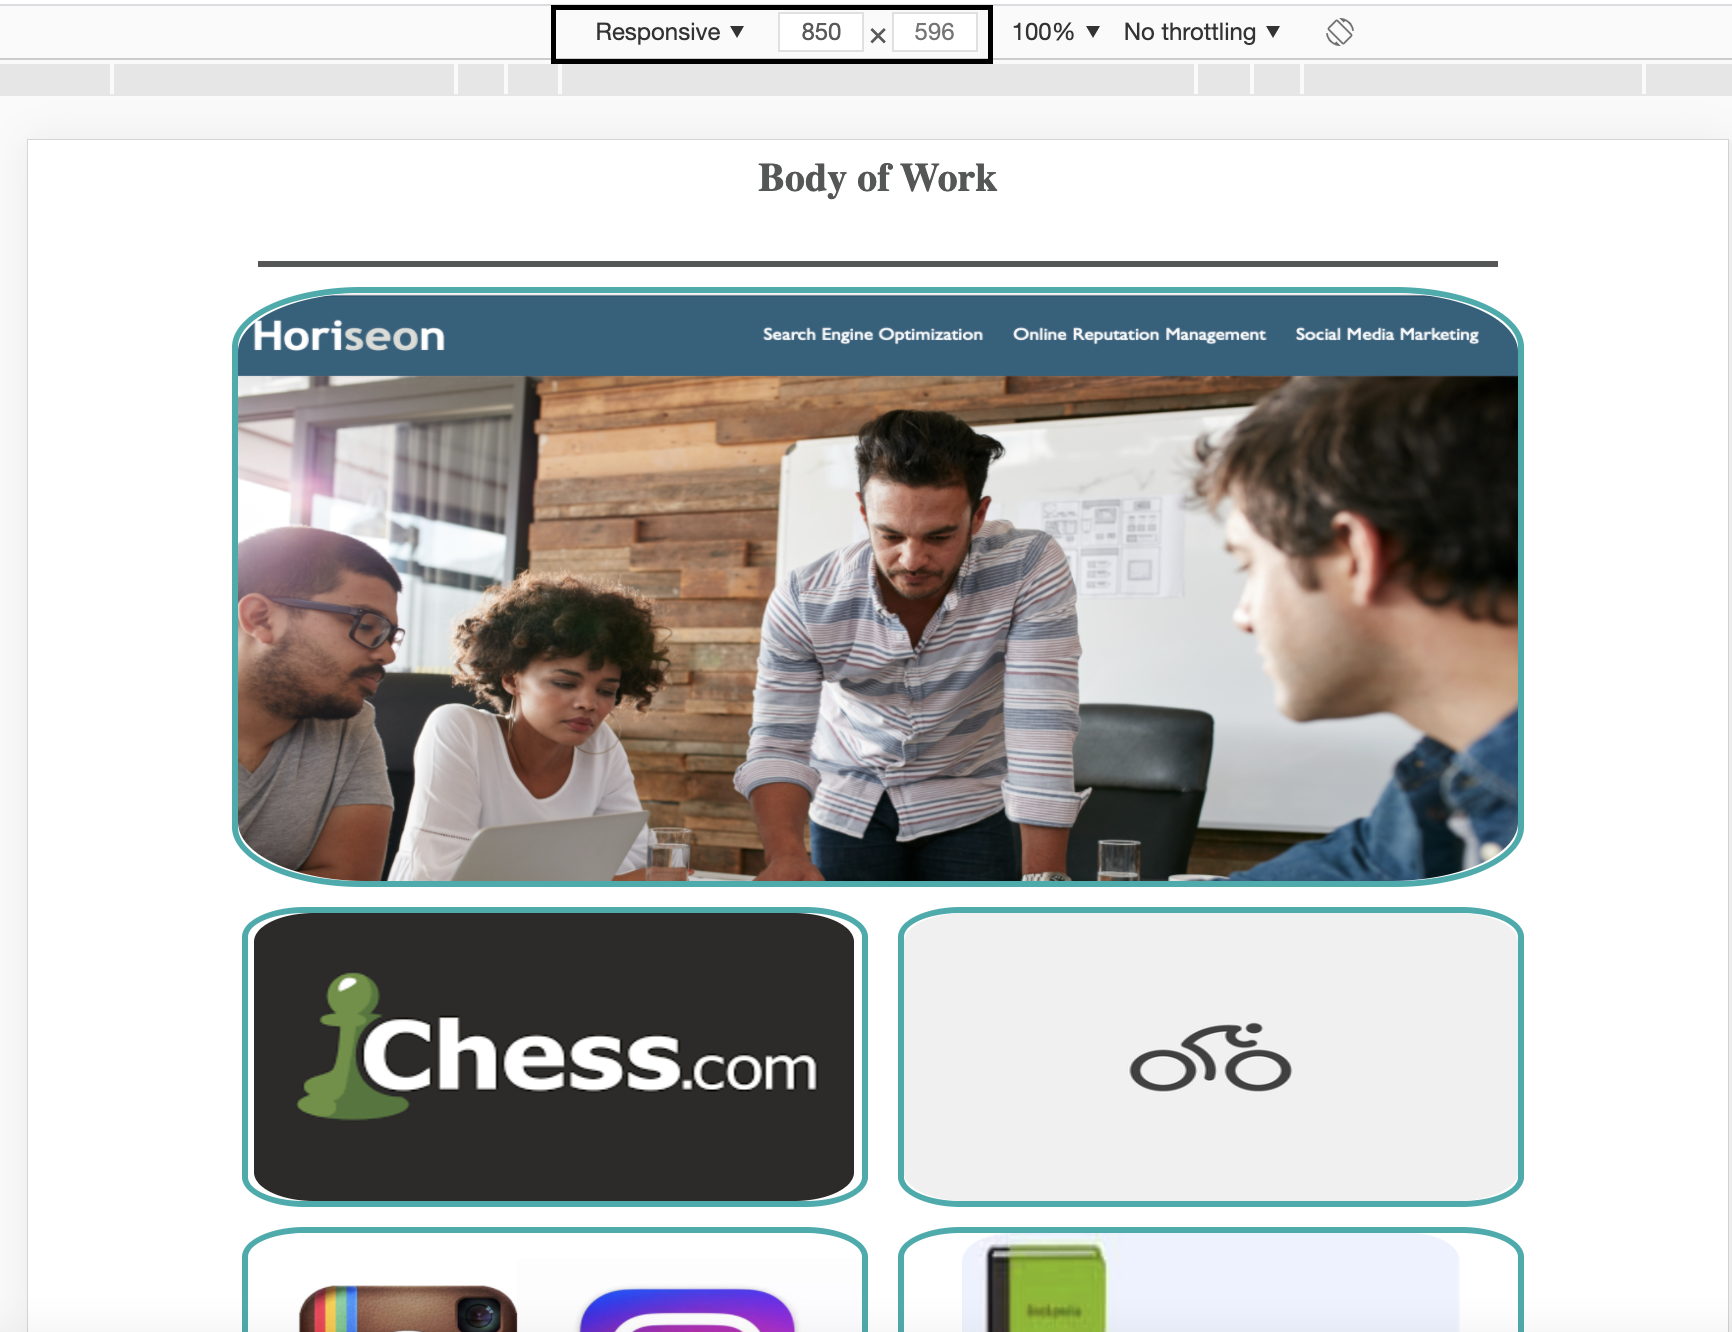 Responsive ▼ 850 × 596 100% ▼ No throttling ▼
Body of Work
Horiseon Search Engine Optimization Online Reputation Management Social Media Marketing
Chess.com